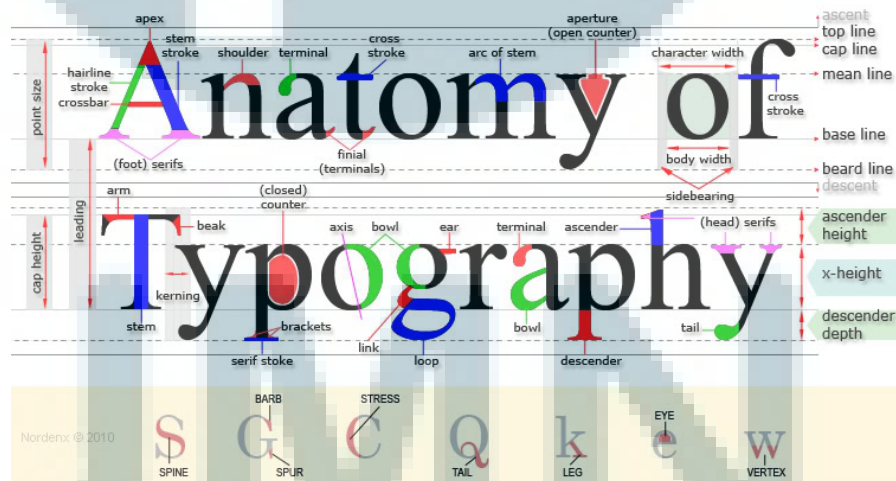 apex
ascent
top line
cap line
stem stroke
shoulder
terminal
cross stroke
arc of stem
aperture (open counter)
character width
mean line
hairline stroke
crossbar
point size
Anatomy of
cross stroke
base line
(foot) serifs
finial (terminals)
body width
beard line
descent
sidebearing
leading
arm
(closed) counter
beak
axis
bowl
ear
terminal
ascender
(head) serifs
ascender height
cap height
Typography
x-height
kerning
stem
brackets
serif stoke
link
loop
bowl
descender
tail
descender depth
BARB
STRESS
EYE
Nordenx © 2010
S G C Q k e w
SPINE
SPUR
TAIL
LEG
VERTEX